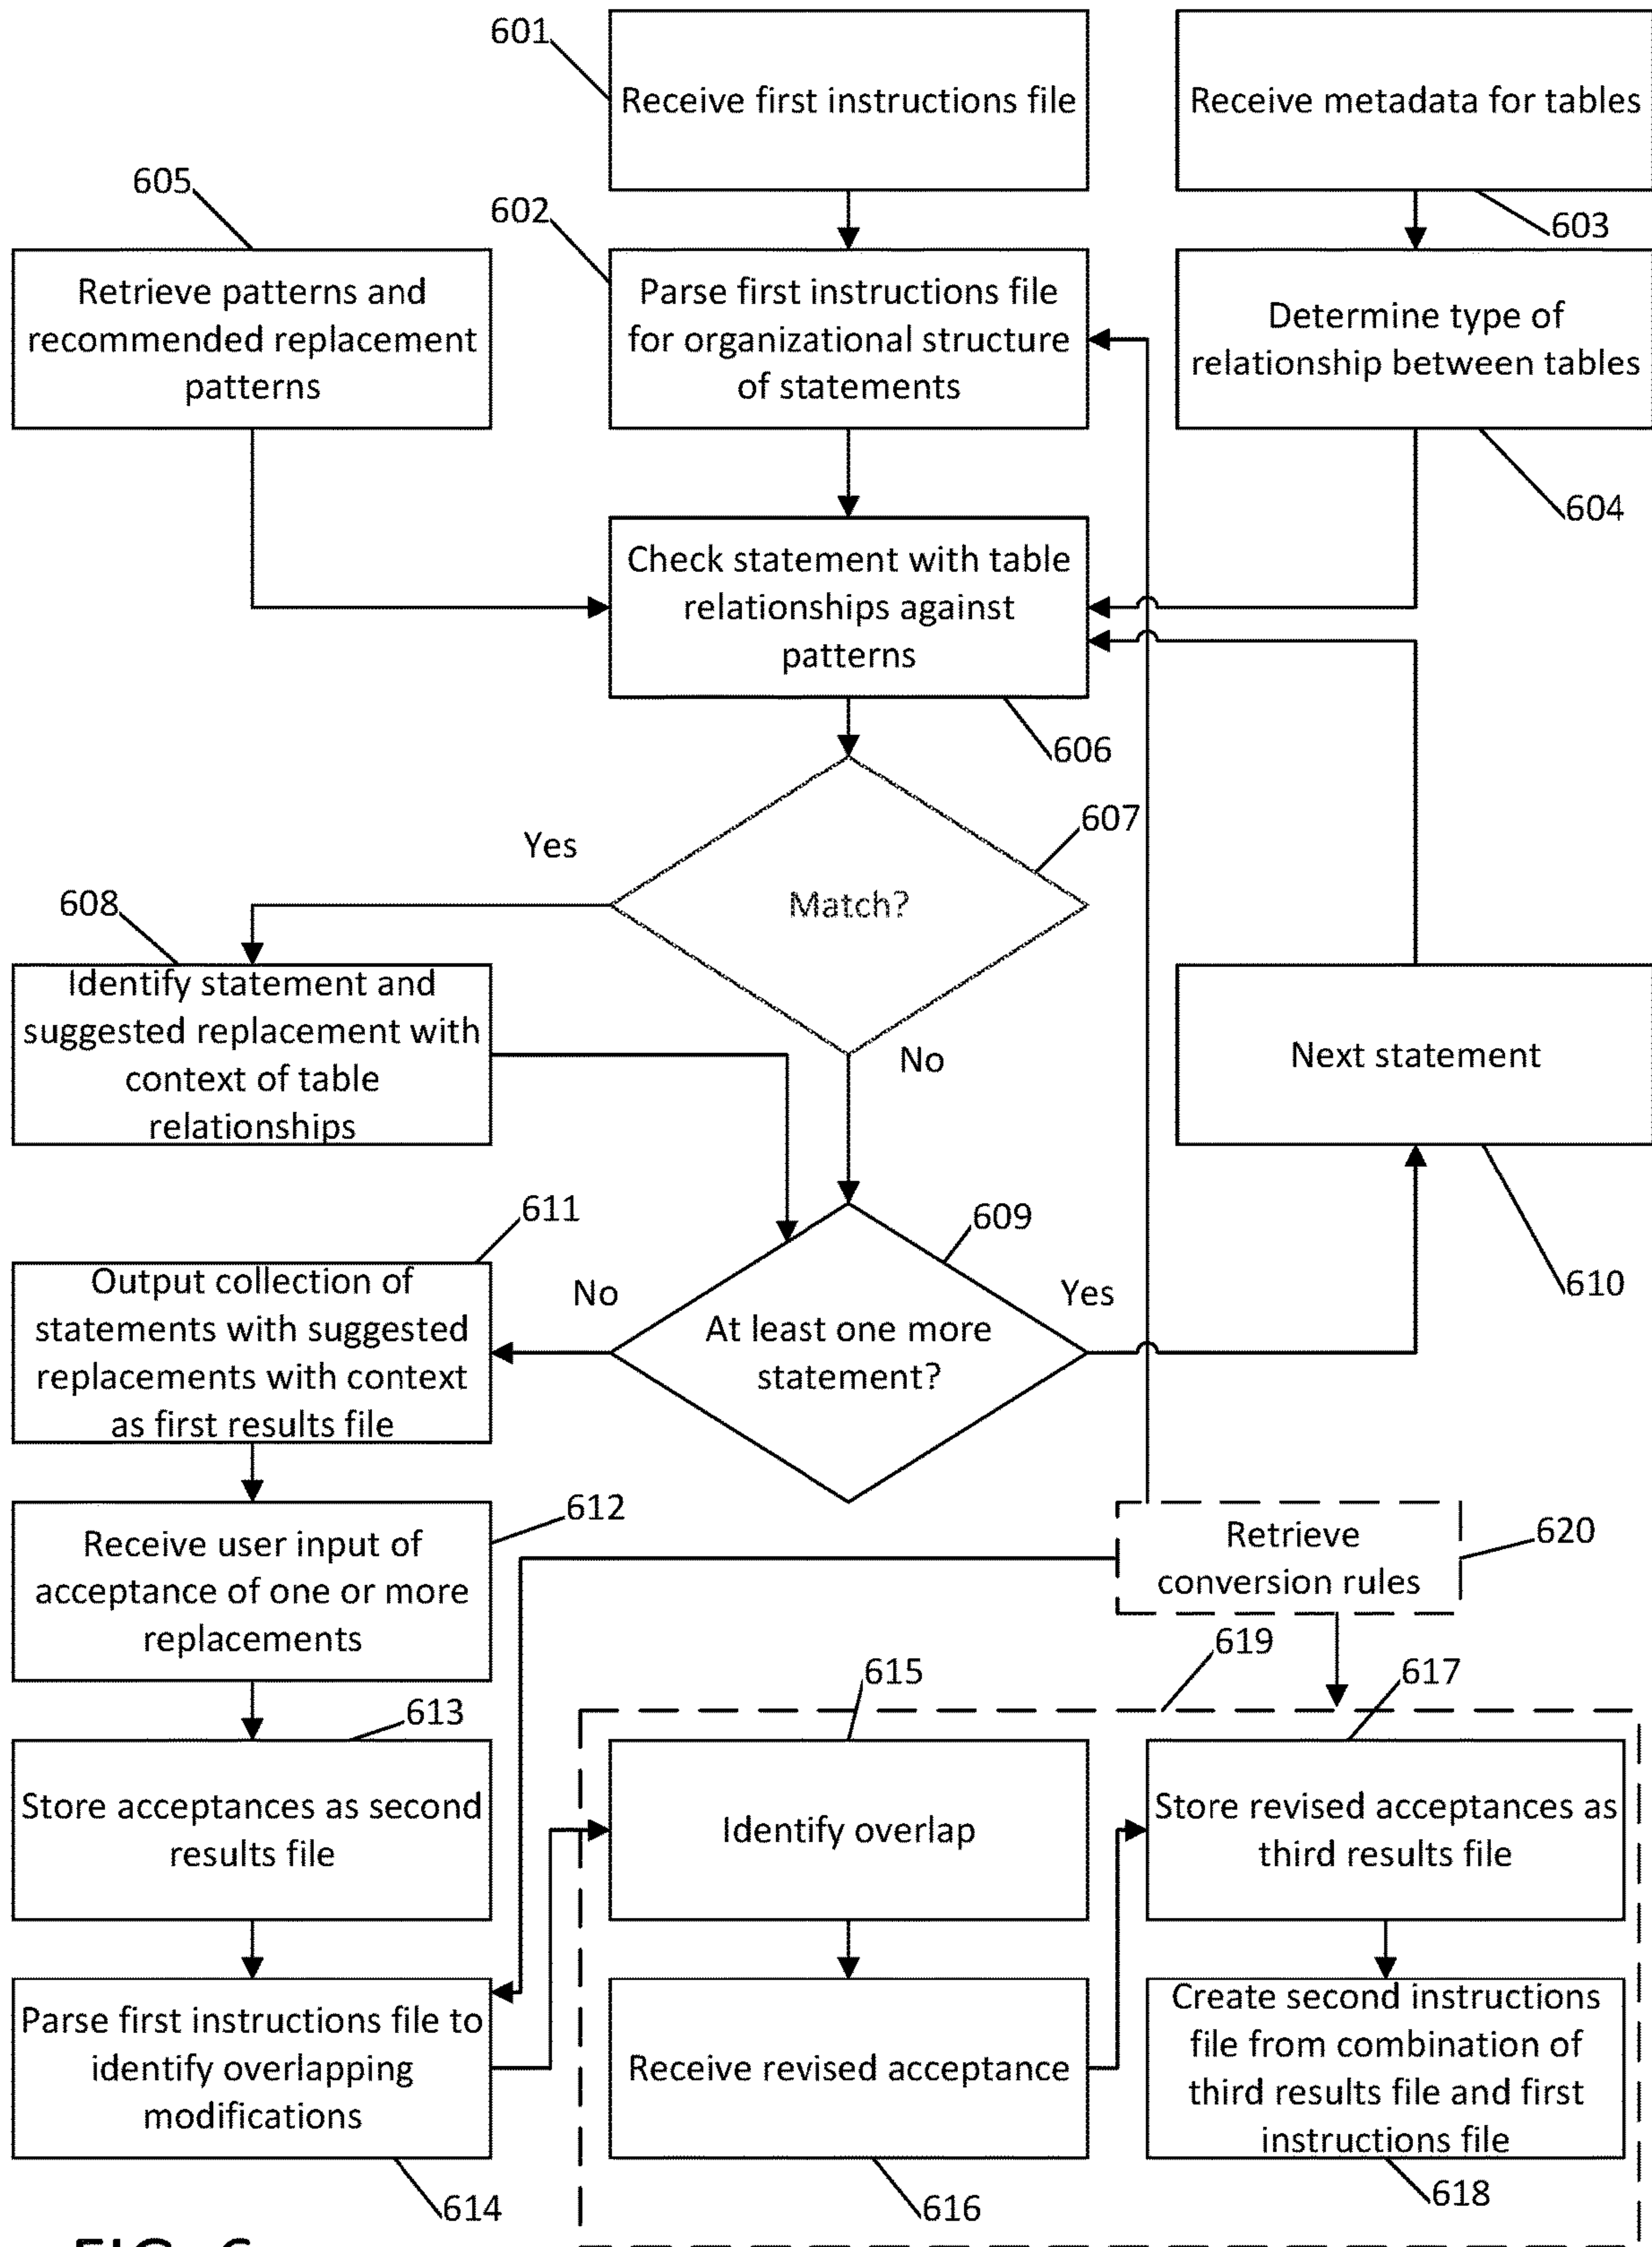 601
Receive first instructions file
Receive metadata for tables
603
605
602
Retrieve patterns and
recommended replacement
patterns
Parse first instructions file
for organizational structure
of statements
Determine type of
relationship between tables
604
Check statement with table
relationships against
patterns
606
607
Yes
Match?
No
608
Identify statement and
suggested replacement with
context of table
relationships
Next statement
610
611
609
Output collection of
statements with suggested
replacements with context
as first results file
No
At least one more
statement?
Yes
612
Receive user input of
acceptance of one or more
replacements
Retrieve
conversion rules
620
619
613
615
617
Store acceptances as second
results file
Identify overlap
Store revised acceptances as
third results file
Parse first instructions file to
identify overlapping
modifications
614
Receive revised acceptance
616
Create second instructions
file from combination of
third results file and first
instructions file
618
FIG. 6